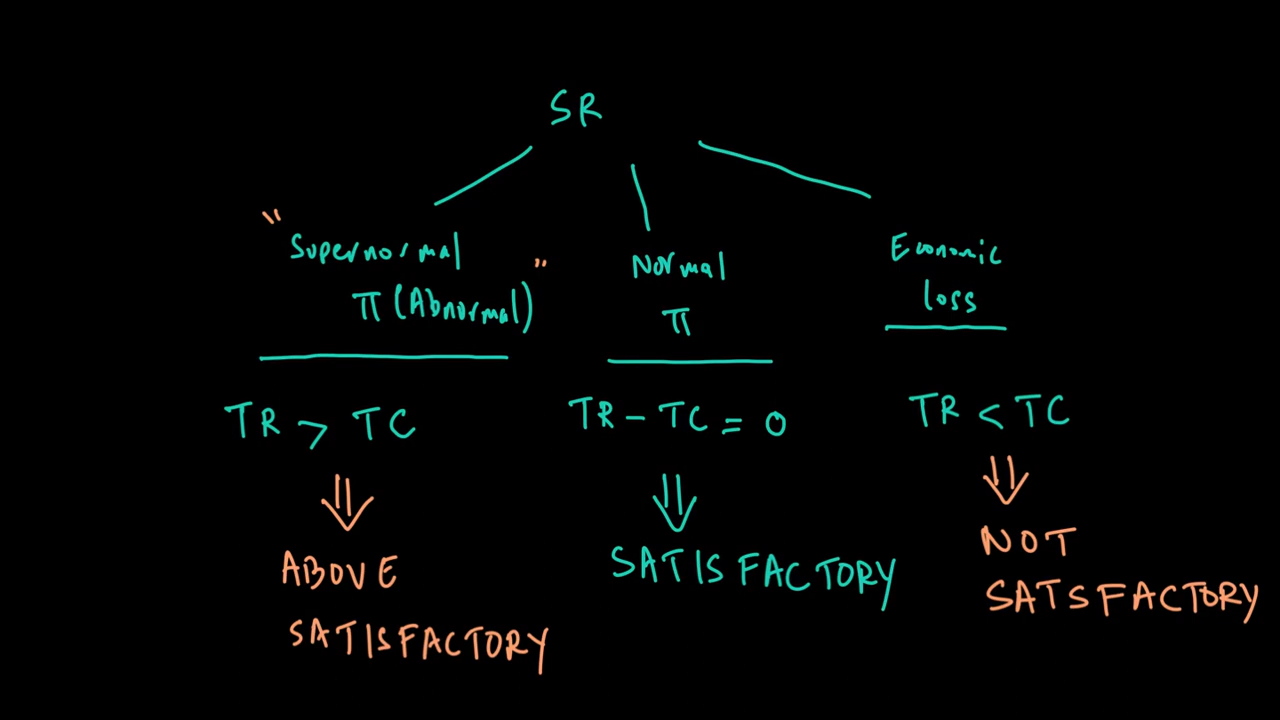 SR
"Supernormal
π (Abnormal)"
Normal
π
Economic
loss
TR > TC
TR - TC = 0
TR < TC
ABOVE
SATISFACTORY
SATISFACTORY
NOT
SATSFACTORY